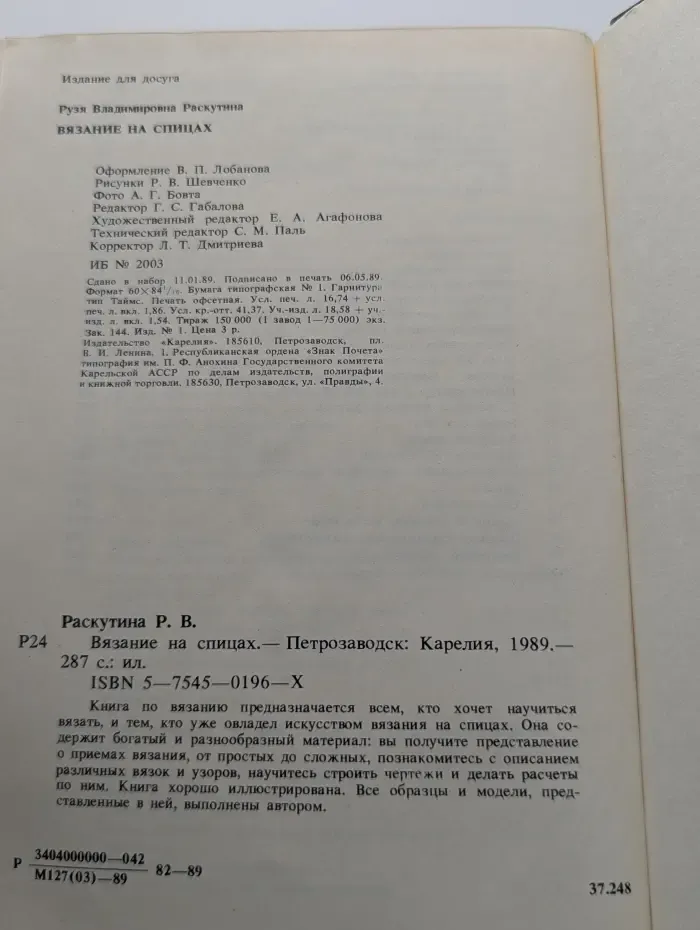 Издание для досуга
Рузя Владимировна Раскутина
ВЯЗАНИЕ НА СПИЦАХ
Оформление В. П. Лобанова
Рисунки Р. В. Шевченко
Фото А. Г. Бовта
Редактор Г. С. Габалова
Художественный редактор Е. А. Агафонова
Технический редактор С. М. Паль
Корректор Л. Т. Дмитриева
ИБ № 2003
Сдано в набор 11.01.89. Подписано в печать 06.05.89.
Формат 60×84¹/₁₆. Бумага типографская № 1. Гарнитура
тип Таймс. Печать офсетная. Усл. печ. л. 16,74 + усл
печ. л. вкл. 1,86. Усл. кр.-отт. 41,37. Уч.-изд. л. 18,58 + уч.-
изд. л. вкл. 1,54. Тираж 150 000 (1 завод 1—75 000) экз.
Зак. 144. Изд. № 1. Цена 3 р.
Издательство «Карелия». 185610, Петрозаводск, пл.
В. И. Ленина, 1. Республиканская ордена «Знак Почета»
типография им. П. Ф. Анохина Государственного комитета
Карельской АССР по делам издательств, полиграфии
и книжной торговли. 185630, Петрозаводск, ул. «Правды», 4.
Раскутина Р. В.
Р24 Вязание на спицах.— Петрозаводск: Карелия, 1989.—
287 с.: ил.
ISBN 5—7545—0196—X
Книга по вязанию предназначается всем, кто хочет научиться
вязать, и тем, кто уже овладел искусством вязания на спицах. Она со-
держит богатый и разнообразный материал: вы получите представление
о приемах вязания, от простых до сложных, познакомитесь с описанием
различных вязок и узоров, научитесь строить чертежи и делать расчеты
по ним. Книга хорошо иллюстрирована. Все образцы и модели, пред-
ставленные в ней, выполнены автором.
Р 3404000000—042
М127(03)—89 82—89
37.248